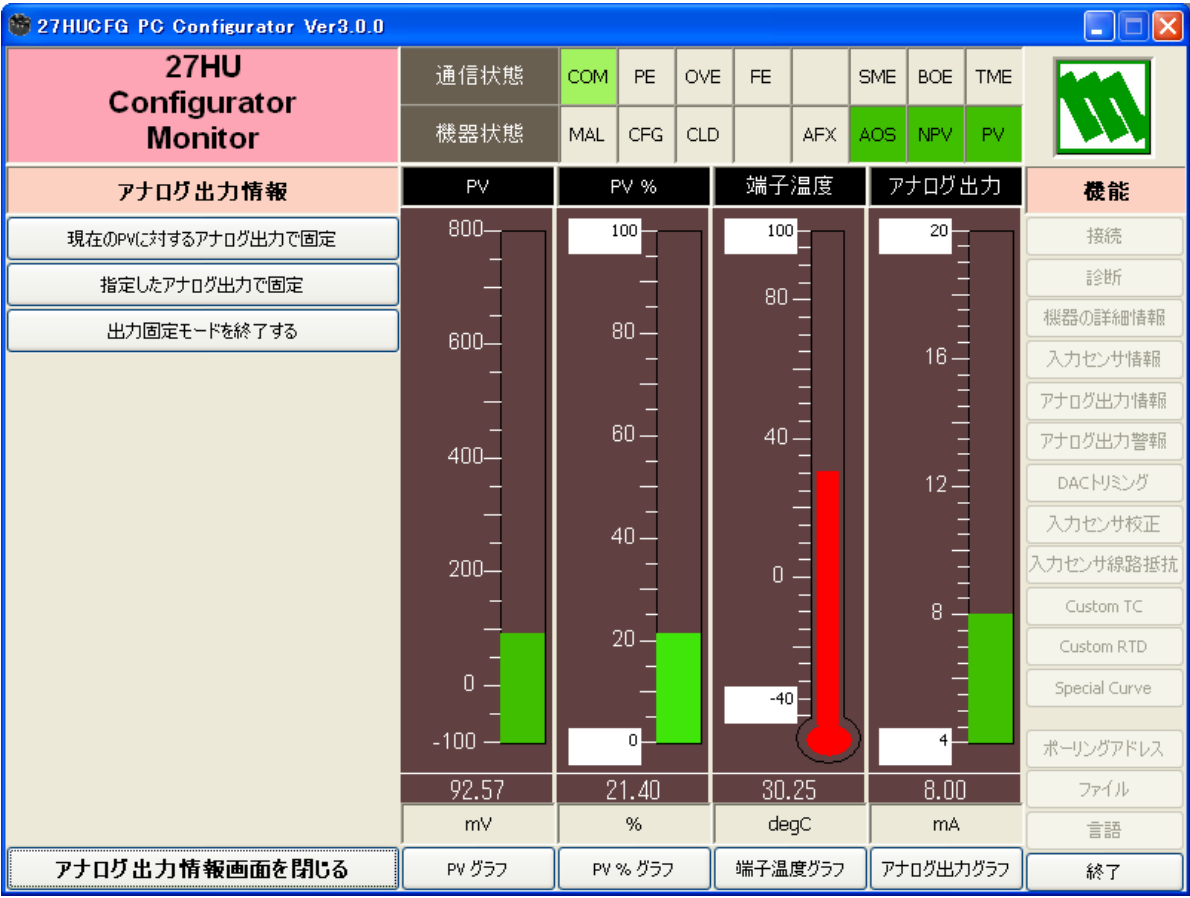 27HUCFG PC Configurator Ver3.0.0
27HU
Configurator
Monitor
通信状態 COM PE OVE FE SME BOE TME
機器状態 MAL CFG CLD AFX AOS NPV PV
アナログ出力情報
現在のPVに対するアナログ出力で固定
指定したアナログ出力で固定
出力固定モードを終了する
アナログ出力情報画面を閉じる
PV
800
600
400
200
0
-100
92.57
mV
PV グラフ
PV %
100
80
60
40
20
0
21.40
%
PV % グラフ
端子温度
100
80
40
0
-40
30.25
degC
端子温度グラフ
アナログ出力
20
16
12
8
4
8.00
mA
アナログ出力グラフ
機能
接続
診断
機器の詳細情報
入力センサ情報
アナログ出力情報
アナログ出力警報
DACトリミング
入力センサ校正
入力センサ線路抵抗
Custom TC
Custom RTD
Special Curve
ポーリングアドレス
ファイル
言語
終了